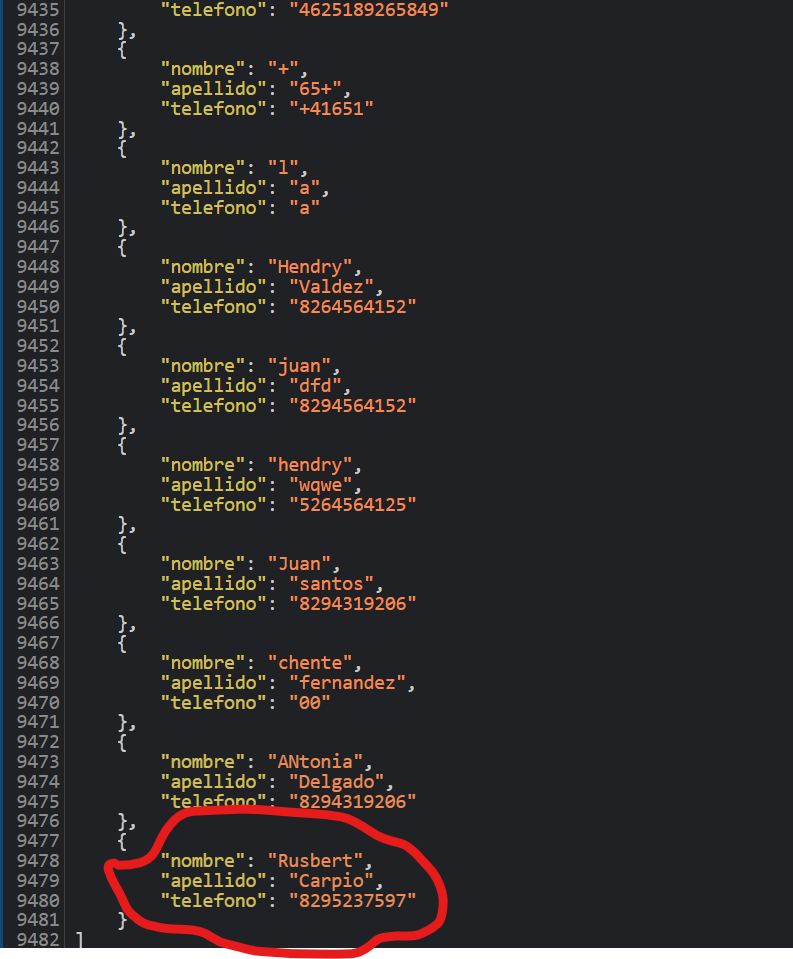 9435 "telefono": "4625189265849"
9436 },
9437 {
9438 "nombre": "+",
9439 "apellido": "65+",
9440 "telefono": "+41651"
9441 },
9442 {
9443 "nombre": "l",
9444 "apellido": "a",
9445 "telefono": "a"
9446 },
9447 {
9448 "nombre": "Hendry",
9449 "apellido": "Valdez",
9450 "telefono": "8264564152"
9451 },
9452 {
9453 "nombre": "juan",
9454 "apellido": "dfd",
9455 "telefono": "8294564152"
9456 },
9457 {
9458 "nombre": "hendry",
9459 "apellido": "wqwe",
9460 "telefono": "5264564125"
9461 },
9462 {
9463 "nombre": "Juan",
9464 "apellido": "santos",
9465 "telefono": "8294319206"
9466 },
9467 {
9468 "nombre": "chente",
9469 "apellido": "fernandez",
9470 "telefono": "00"
9471 },
9472 {
9473 "nombre": "ANtonia",
9474 "apellido": "Delgado",
9475 "telefono": "8294319206"
9476 },
9477 {
9478 "nombre": "Rusbert",
9479 "apellido": "Carpio",
9480 "telefono": "8295237597"
9481 }
9482 ]